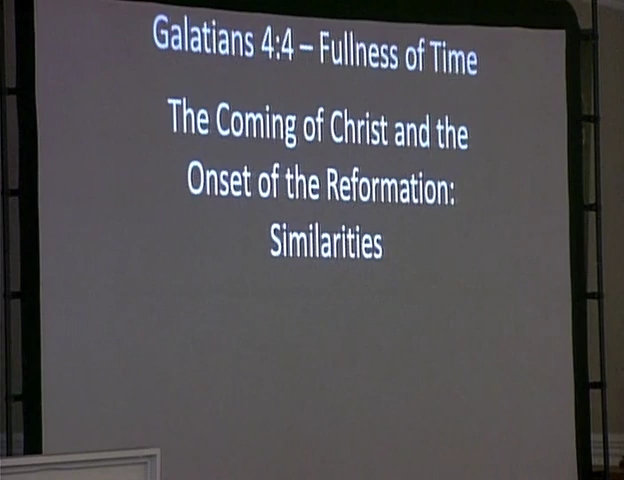 Galatians 4:4 – Fullness of Time
The Coming of Christ and the
Onset of the Reformation:
Similarities